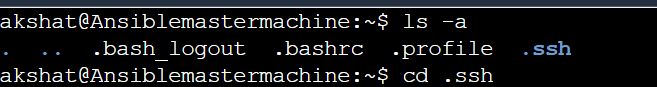 akshat@Ansiblemastermachine:~$ ls -a
. .. .bash_logout .bashrc .profile .ssh
akshat@Ansiblemastermachine:~$ cd .ssh